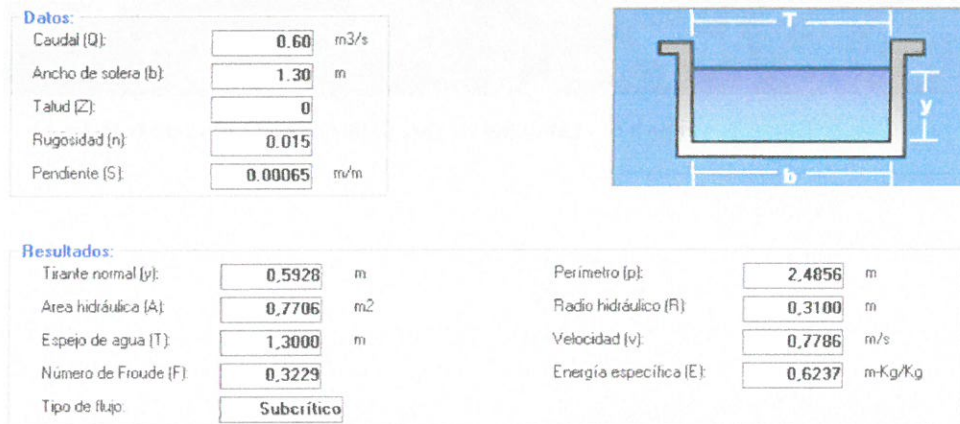 Datos:
Caudal (Q): 0.60 m3/s
Ancho de solera (b): 1.30 m
Talud (Z): 0
Rugosidad (n): 0.015
Pendiente (S): 0.00065 m/m
T
y
b
Resultados:
Tirante normal (y): 0,5928 m
Perímetro (p): 2,4856 m
Area hidráulica (A): 0,7706 m2
Radio hidráulico (R): 0,3100 m
Espejo de agua (T): 1,3000 m
Velocidad (v): 0,7786 m/s
Número de Froude (F): 0,3229
Energía específica (E): 0,6237 m-Kg/Kg
Tipo de flujo: Subcrítico